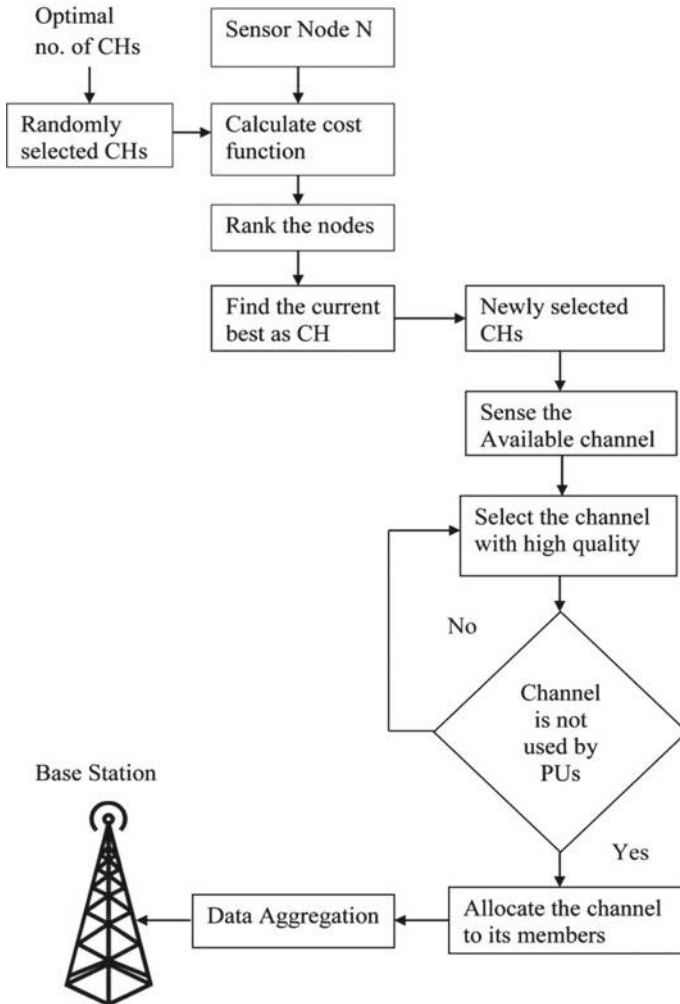 Optimal
no. of CHs
Sensor Node N
Randomly
selected CHs
Calculate cost
function
Rank the nodes
Find the current
best as CH
Newly selected
CHs
Sense the
Available channel
Select the channel
with high quality
No
Channel
is not
used by
PUs
Yes
Allocate the channel
to its members
Data Aggregation
Base Station